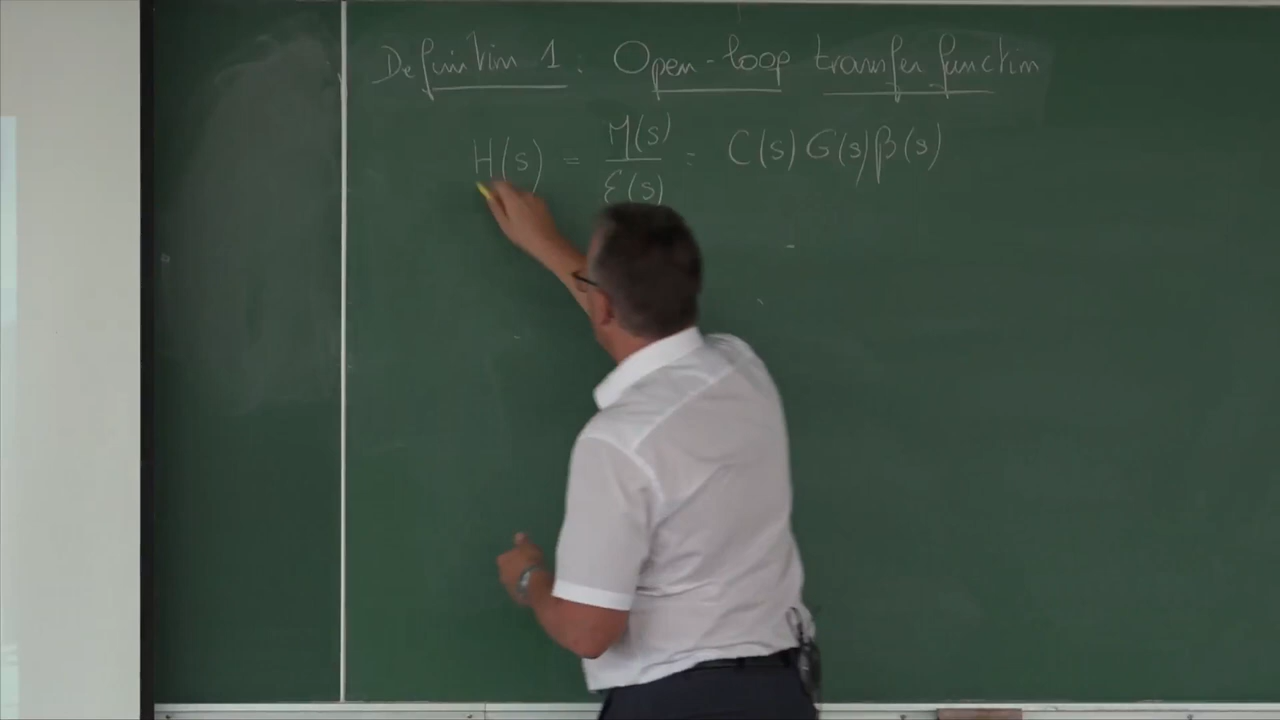 Definition 1: Open-loop transfer function
H(s) = M(s)/ε(s) = C(s) G(s) β(s)